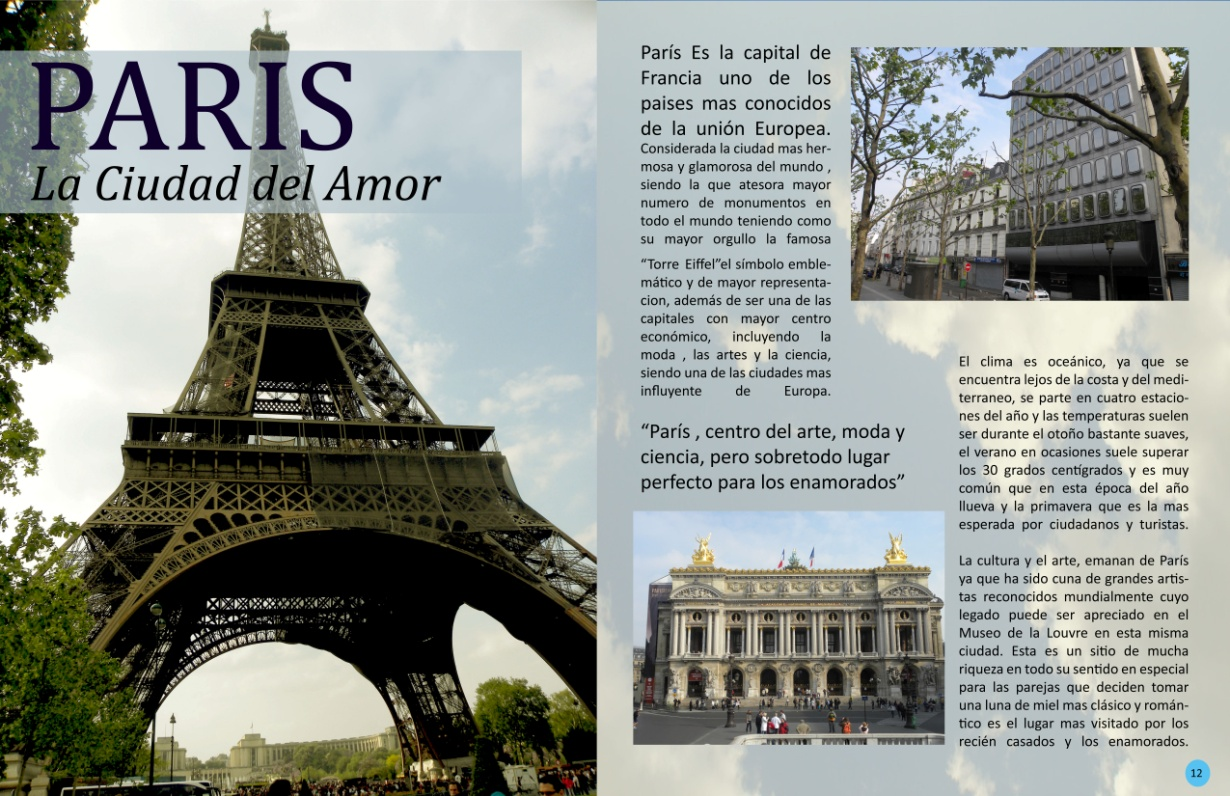 PARIS
La Ciudad del Amor
París Es la capital de
Francia uno de los
paises mas conocidos
de la unión Europea.
Considerada la ciudad mas her-
mosa y glamorosa del mundo ,
siendo la que atesora mayor
numero de monumentos en
todo el mundo teniendo como
su mayor orgullo la famosa
“Torre Eiffel”el símbolo emble-
mático y de mayor representa-
cion, además de ser una de las
capitales con mayor centro
económico, incluyendo la
moda , las artes y la ciencia,
siendo una de las ciudades mas
influyente de Europa.
“París , centro del arte, moda y
ciencia, pero sobretodo lugar
perfecto para los enamorados”
El clima es oceánico, ya que se
encuentra lejos de la costa y del medi-
terraneo, se parte en cuatro estacio-
nes del año y las temperaturas suelen
ser durante el otoño bastante suaves,
el verano en ocasiones suele superar
los 30 grados centígrados y es muy
común que en esta época del año
llueva y la primavera que es la mas
esperada por ciudadanos y turistas.
La cultura y el arte, emanan de París
ya que ha sido cuna de grandes artis-
tas reconocidos mundialmente cuyo
legado puede ser apreciado en el
Museo de la Louvre en esta misma
ciudad. Esta es un sitio de mucha
riqueza en todo su sentido en especial
para las parejas que deciden tomar
una luna de miel mas clásico y román-
tico es el lugar mas visitado por los
recién casados y los enamorados.
12